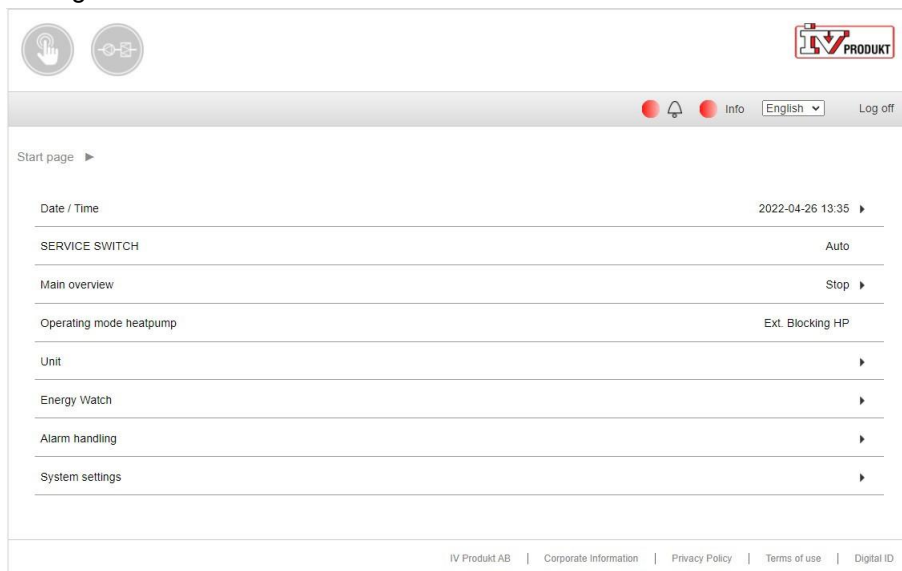 IV PRODUKT
Info English Log off
Start page
Date / Time 2022-04-26 13:35
SERVICE SWITCH Auto
Main overview Stop
Operating mode heatpump Ext. Blocking HP
Unit
Energy Watch
Alarm handling
System settings
IV Produkt AB | Corporate Information | Privacy Policy | Terms of use | Digital ID